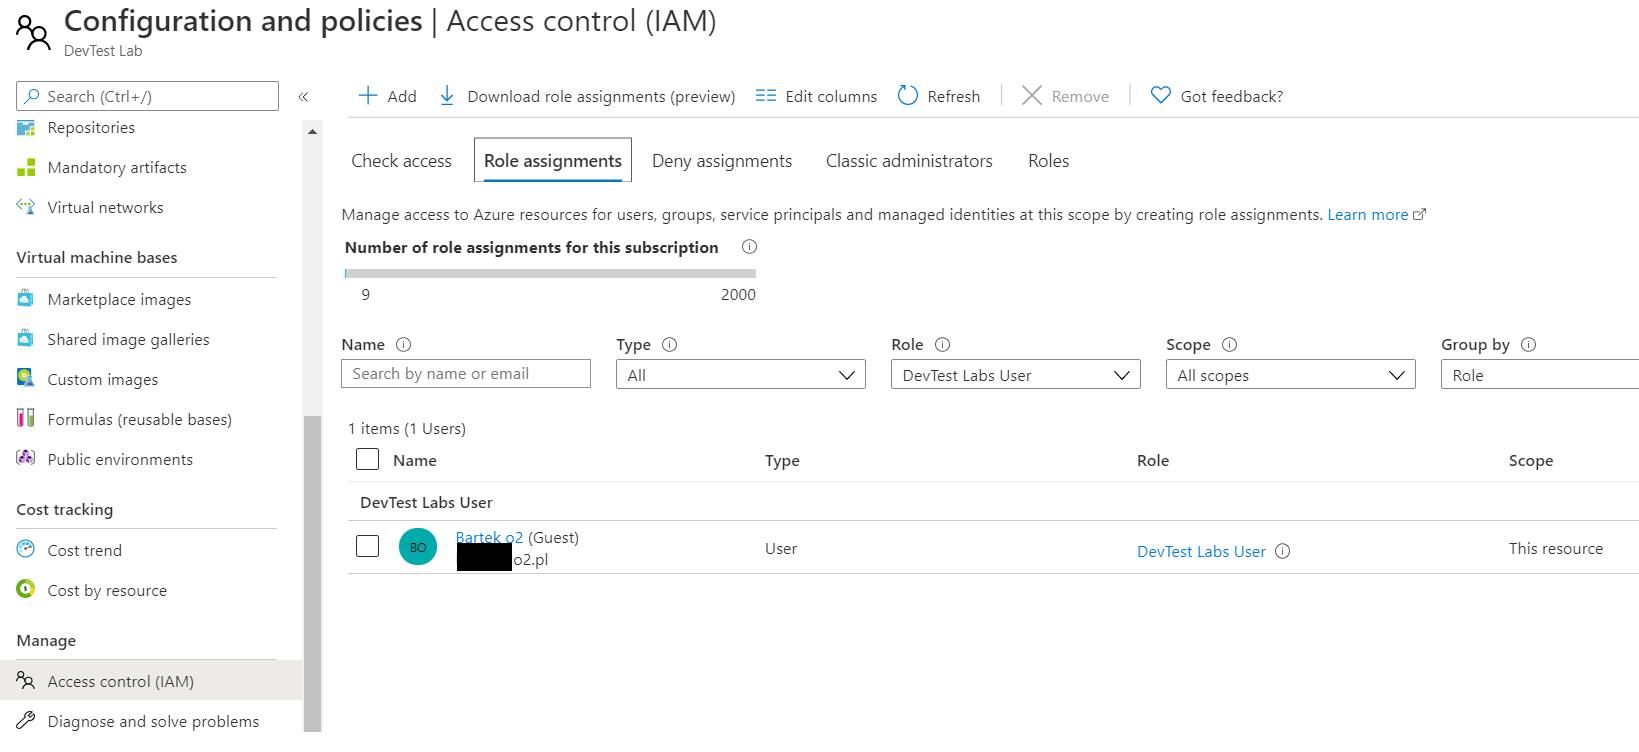 Configuration and policies | Access control (IAM)
DevTest Lab
Search (Ctrl+/)
«
Repositories
Mandatory artifacts
Virtual networks
Virtual machine bases
Marketplace images
Shared image galleries
Custom images
Formulas (reusable bases)
Public environments
Cost tracking
Cost trend
Cost by resource
Manage
Access control (IAM)
Diagnose and solve problems
Add Download role assignments (preview) Edit columns Refresh Remove Got feedback?
Check access Role assignments Deny assignments Classic administrators Roles
Manage access to Azure resources for users, groups, service principals and managed identities at this scope by creating role assignments. Learn more
Number of role assignments for this subscription
9 2000
Name Type Role Scope Group by
Search by name or email All DevTest Labs User All scopes Role
1 items (1 Users)
Name Type Role Scope
DevTest Labs User
BO Bartek o2 (Guest)
o2.pl
User DevTest Labs User This resource